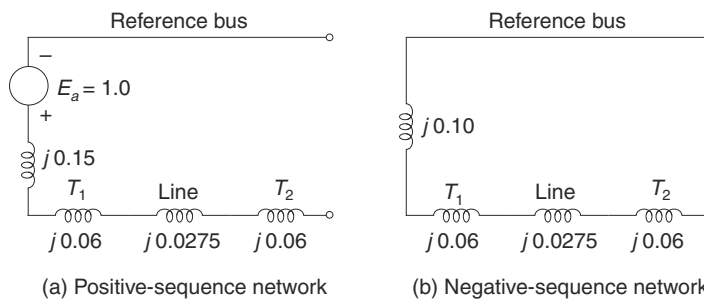 Reference bus
Reference bus
–
E_a = 1.0
+
j 0.15
j 0.10
T_1
Line
T_2
T_1
Line
T_2
j 0.06
j 0.0275
j 0.06
j 0.06
j 0.0275
j 0.06
(a) Positive-sequence network
(b) Negative-sequence network